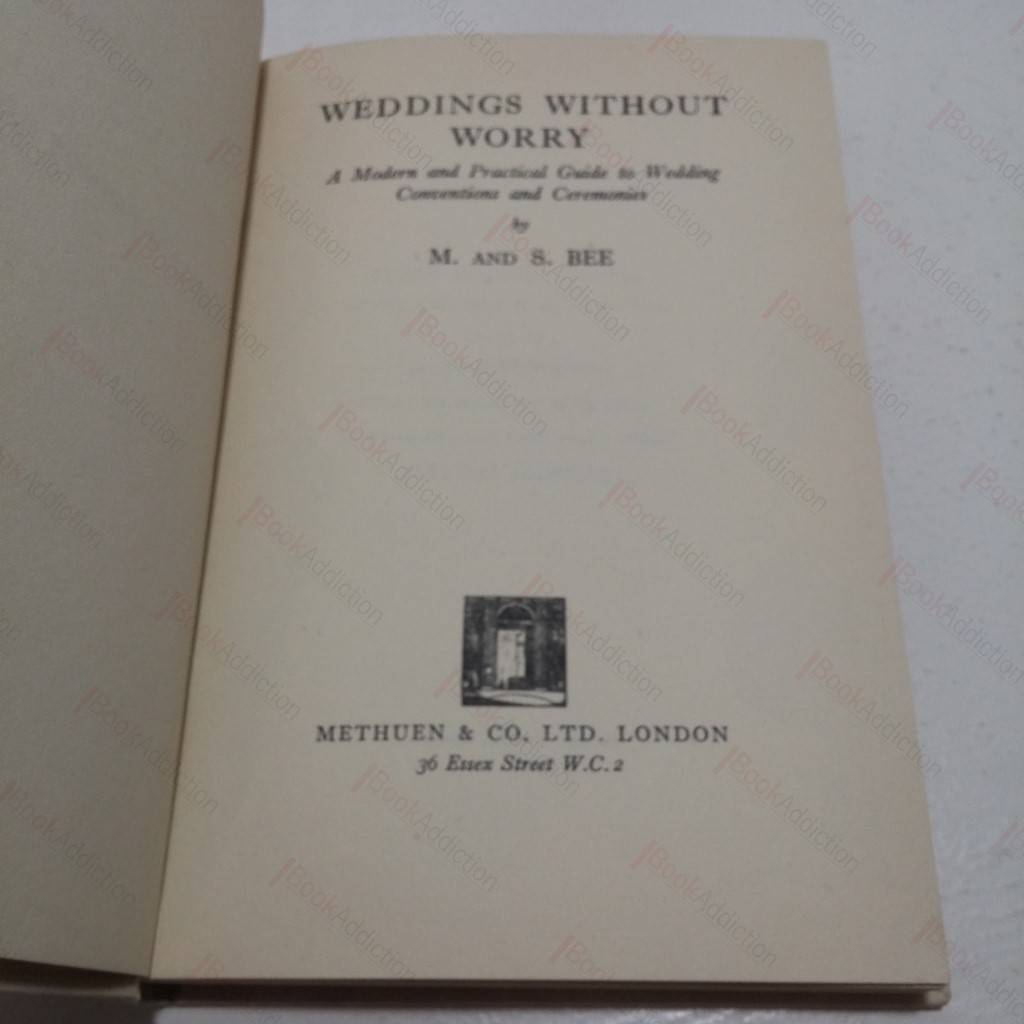 WEDDINGS WITHOUT
WORRY
A Modern and Practical Guide to Wedding
Conventions and Ceremonies
by
M. AND S. BEE
METHUEN & CO. LTD. LONDON
36 Essex Street W.C.2
BookAddiction